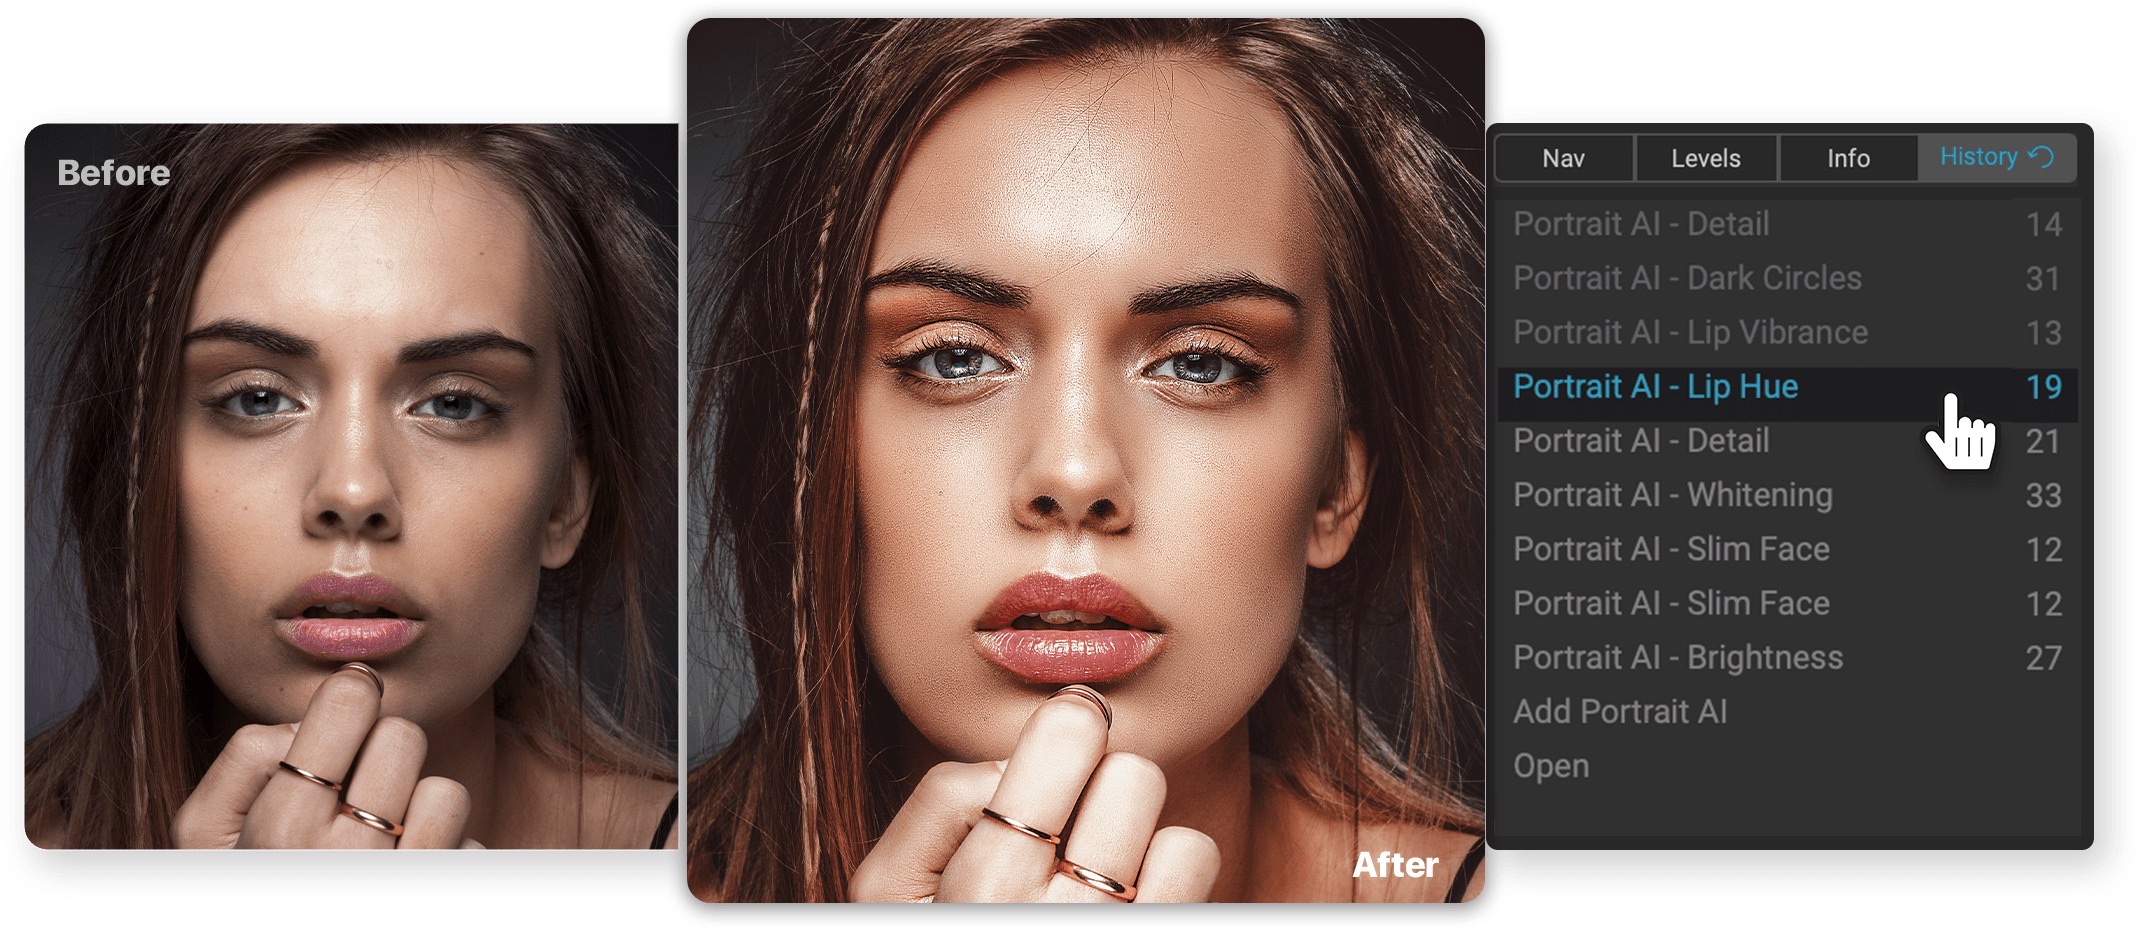 Before
After
Nav Levels Info History
Portrait AI - Detail 14
Portrait AI - Dark Circles 31
Portrait AI - Lip Vibrance 13
Portrait AI - Lip Hue 19
Portrait AI - Detail 21
Portrait AI - Whitening 33
Portrait AI - Slim Face 12
Portrait AI - Slim Face 12
Portrait AI - Brightness 27
Add Portrait AI
Open